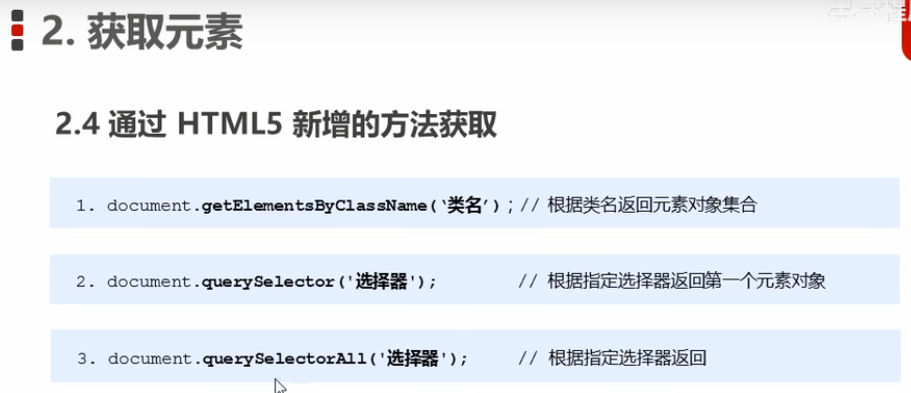 2. 获取元素
2.4 通过 HTML5 新增的方法获取
1. document.getElementsByClassName(‘类名’);// 根据类名返回元素对象集合
2. document.querySelector('选择器'); // 根据指定选择器返回第一个元素对象
3. document.querySelectorAll('选择器'); // 根据指定选择器返回